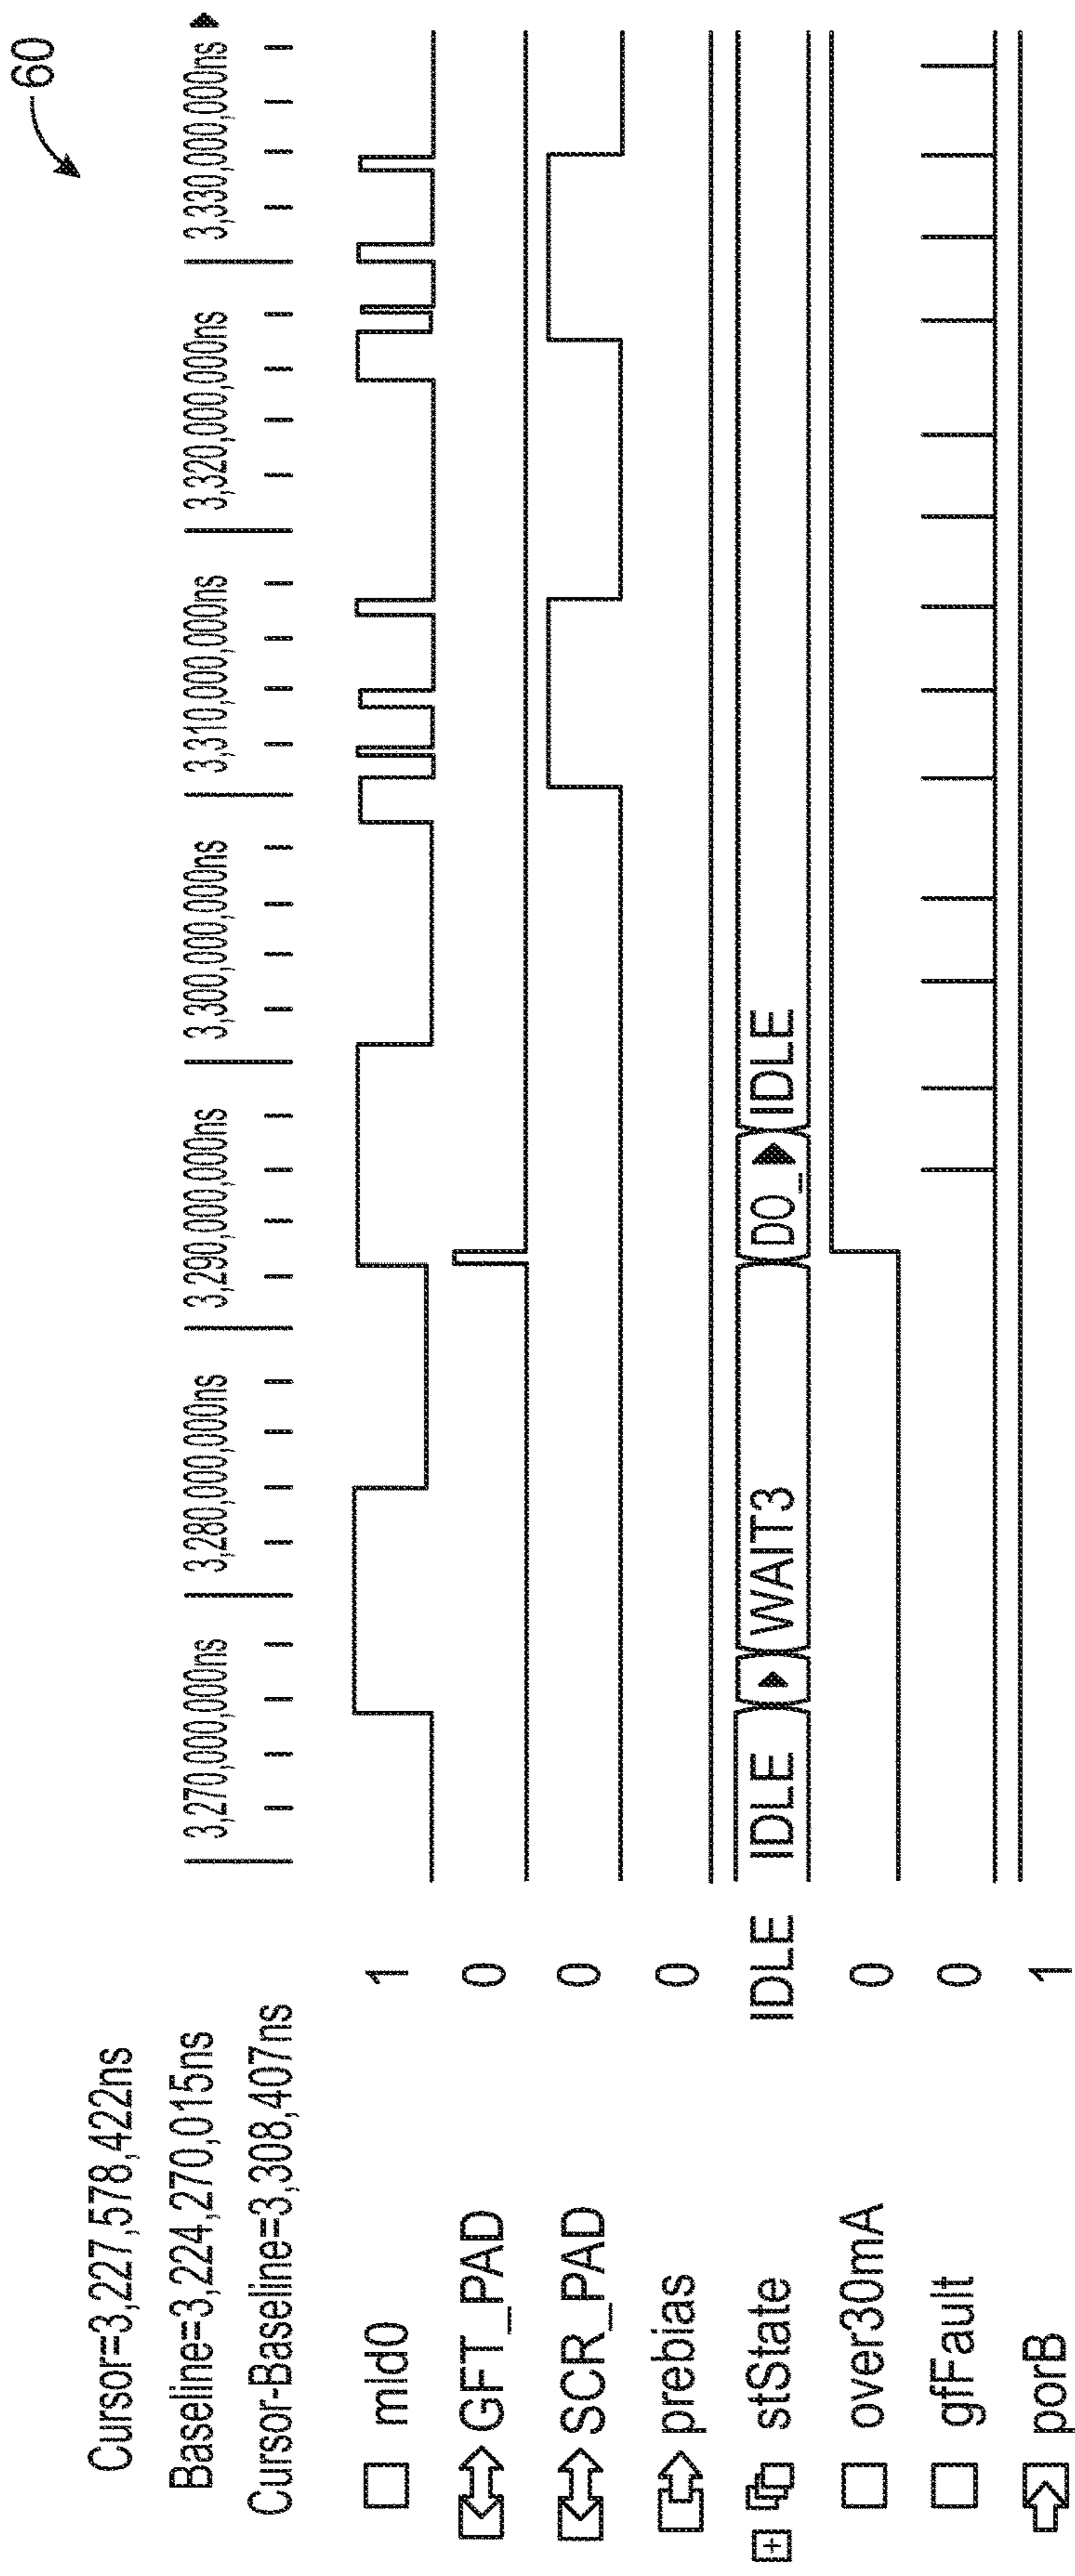 60
Cursor=3,227,578,422ns
Baseline=3,224,270,015ns
Cursor-Baseline=3,308,407ns
3,270,000,000ns 3,280,000,000ns 3,290,000,000ns 3,300,000,000ns 3,310,000,000ns 3,320,000,000ns 3,330,000,000ns
mld0 1
GFT_PAD 0
SCR_PAD 0
prebias 0
stState IDLE IDLE WAIT3 DO_ IDLE
over30mA 0
gfFault 0
porB 1